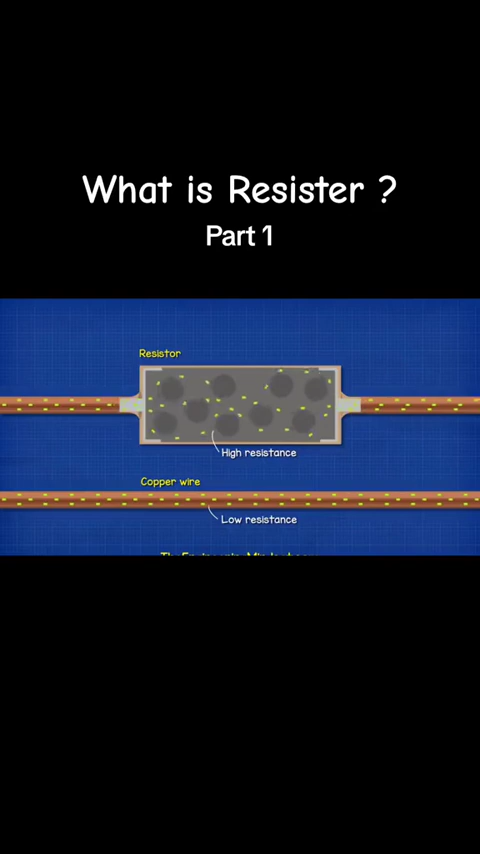 What is Resister ?
Part 1
Resistor
High resistance
Copper wire
Low resistance